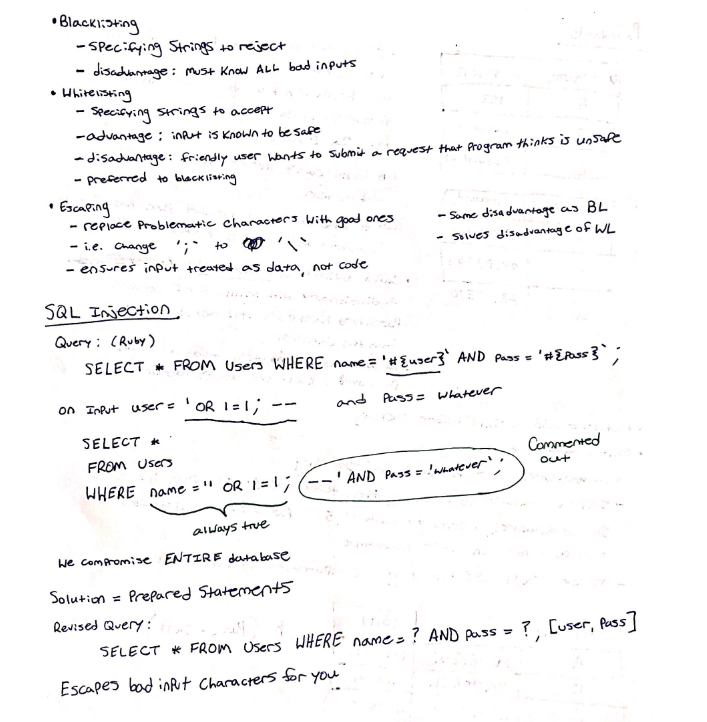 • Blacklisting
- Specifying Strings to reject
- disadvantage: must know ALL bad inputs
• Whitelisting
- Specifying strings to accept
- advantage: input is known to be safe
- disadvantage: friendly user wants to submit a request that Program thinks is unsafe
- preferred to blacklisting
• Escaping
- replace Problematic characters with good ones
- i.e. change ';' to '\'
- ensures input treated as data, not code
- Same disadvantage as BL
- Solves disadvantage of WL
SQL Injection
Query: (Ruby)
SELECT * FROM Users WHERE name='#{user}' AND Pass='#{Pass}';
on Input user = 'OR 1=1; -- and Pass= whatever
SELECT *
FROM Users
WHERE name='' OR 1=1; --' AND Pass='whatever';
Commented out
always true
We compromise ENTIRE database
Solution = Prepared Statements
Revised Query:
SELECT * FROM Users WHERE name=? AND Pass=?, [user, Pass]
Escapes bad input Characters for you